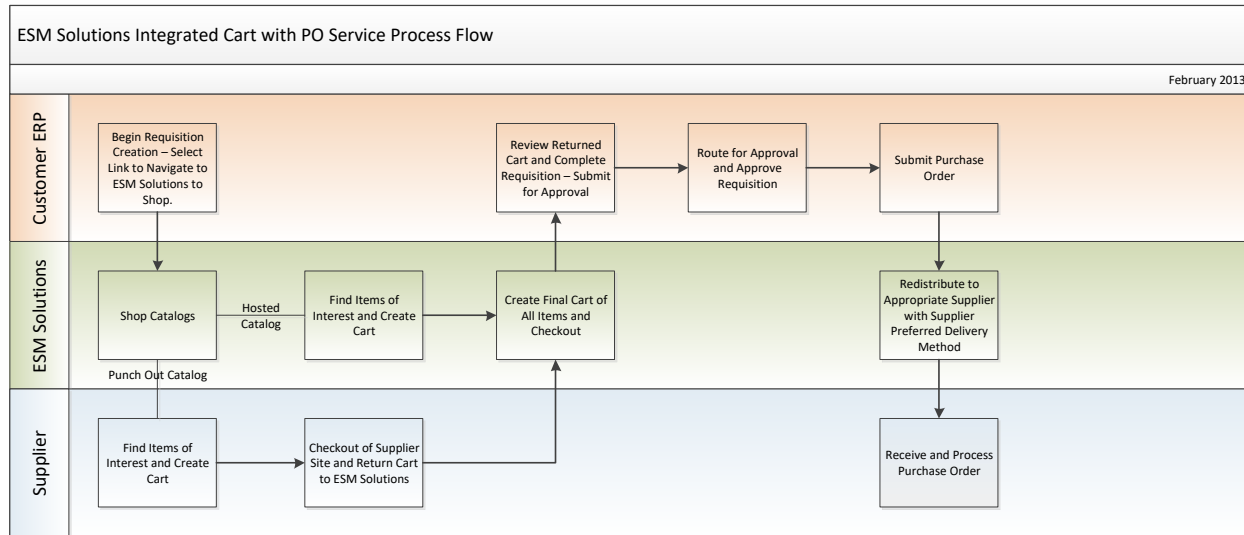 ESM Solutions Integrated Cart with PO Service Process Flow
February 2013
Customer ERP
Begin Requisition
Creation – Select
Link to Navigate to
ESM Solutions to
Shop.
Review Returned
Cart and Complete
Requisition – Submit
for Approval
Route for Approval
and Approve
Requisition
Submit Purchase
Order
ESM Solutions
Shop Catalogs
Hosted
Catalog
Find Items of
Interest and Create
Cart
Create Final Cart of
All Items and
Checkout
Redistribute to
Appropriate Supplier
with Supplier
Preferred Delivery
Method
Punch Out Catalog
Supplier
Find Items of
Interest and Create
Cart
Checkout of Supplier
Site and Return Cart
to ESM Solutions
Receive and Process
Purchase Order